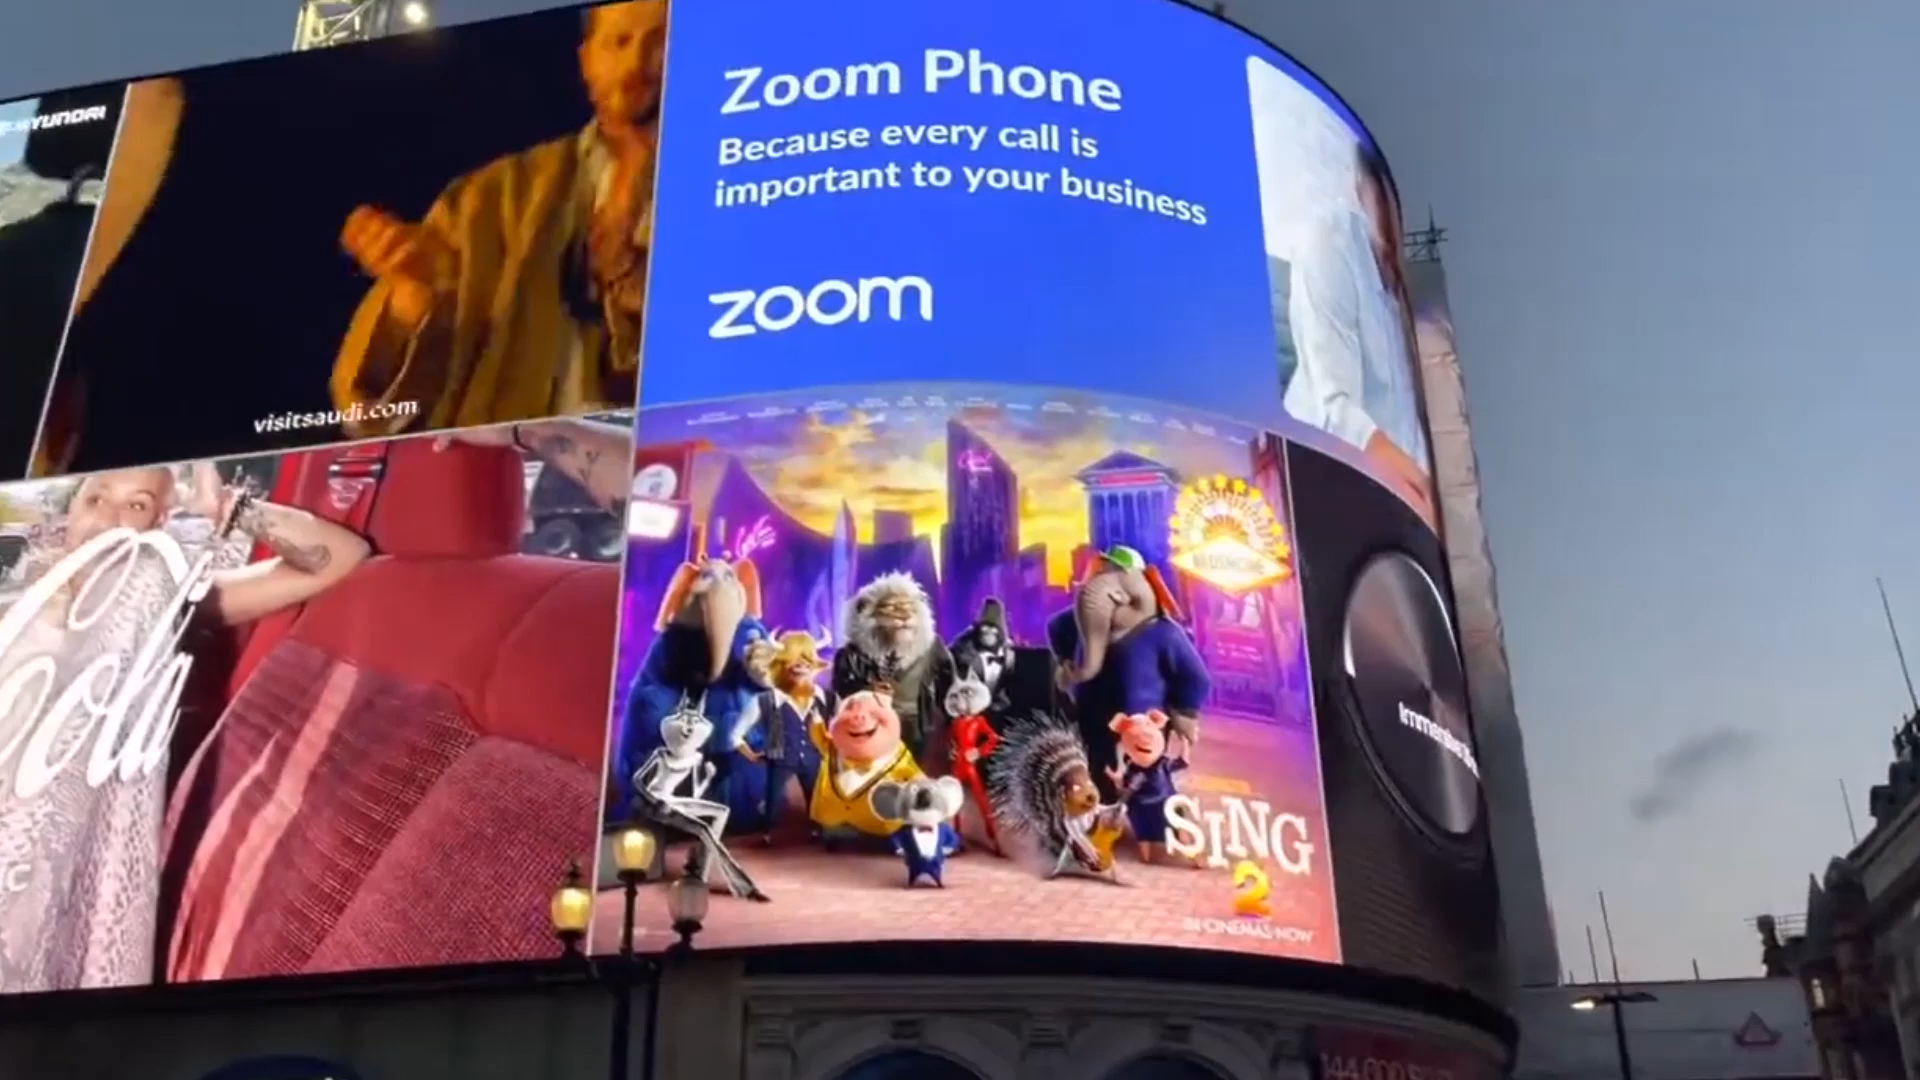 HYUNDAI
Zoom Phone
Because every call is
important to your business
zoom
visitsaudi.com
Cola
SING
2
IN CINEMAS NOW